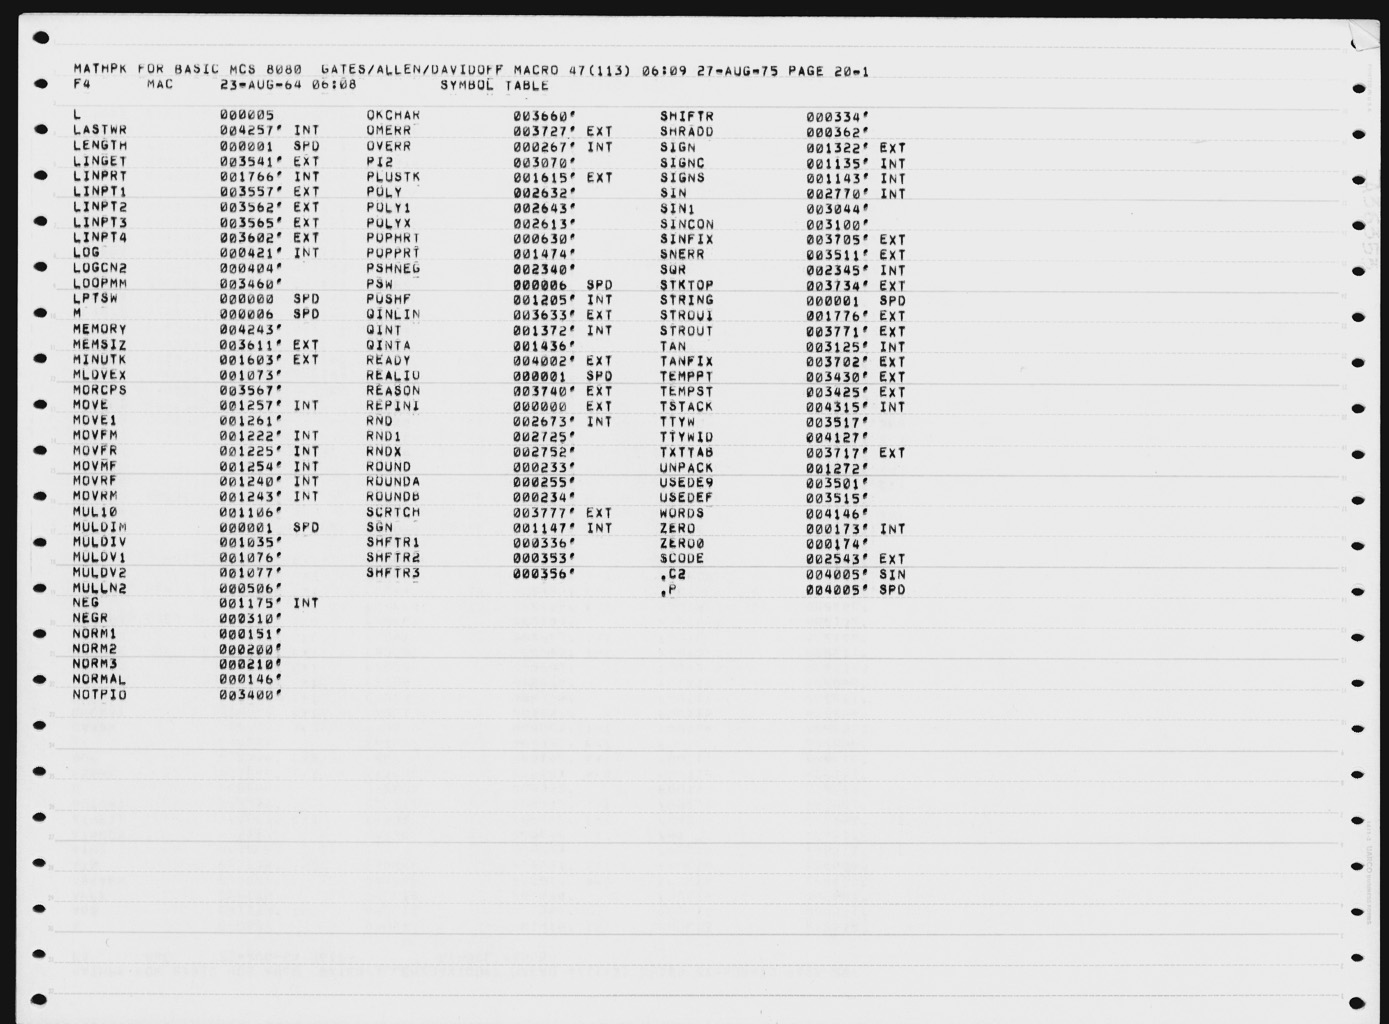 MATHPK FOR BASIC MCS 8080  GATES/ALLEN/DAVIDOFF MACRO 47(113) 06:09 27-AUG-75 PAGE 20-1
F4      MAC     23-AUG-64 06:08         SYMBOL TABLE
L               000005          OKCHAR          003660'         SHIFTR          000334'
LASTWR          004257' INT     OMERR           003727' EXT     SHRADD          000362'
LENGTH          000001  SPD     OVERR           000267' INT     SIGN            001322' EXT
LINGET          003541' EXT     PI2             003070'         SIGNC           001135' INT
LINPRT          001766' INT     PLUSTK          001615' EXT     SIGNS           001143' INT
LINPT1          003557' EXT     POLY            002632'         SIN             002770' INT
LINPT2          003562' EXT     POLY1           002643'         SIN1            003044'
LINPT3          003565' EXT     POLYX           002613'         SINCON          003100'
LINPT4          003602' EXT     POPHRT          000630'         SINFIX          003705' EXT
LOG             000421' INT     POPPRT          001474'         SNERR           003511' EXT
LOGCN2          000404'         PSHNEG          002340'         SQR             002345' INT
LOOPMM          003460'         PSW             000006  SPD     STKTOP          003734' EXT
LPTSW           000000  SPD     PUSHF           001205' INT     STRING          000001  SPD
M               000006  SPD     QINLIN          003633' EXT     STROUI          001776' EXT
MEMORY          004243'         QINT            001372' INT     STROUT          003771' EXT
MEMSIZ          003611' EXT     QINTA           001436'         TAN             003125' INT
MINUTK          001603' EXT     READY           004002' EXT     TANFIX          003702' EXT
MLDVEX          001073'         REALIO          000001  SPD     TEMPPT          003430' EXT
MORCPS          003567'         REASON          003740' EXT     TEMPST          003425' EXT
MOVE            001257' INT     REPINI          000000  EXT     TSTACK          004315' INT
MOVE1           001261'         RND             002673' INT     TTYW            003517'
MOVFM           001222' INT     RND1            002725'         TTYWID          004127'
MOVFR           001225' INT     RNDX            002752'         TXTTAB          003717' EXT
MOVMF           001254' INT     ROUND           000233'         UNPACK          001272'
MOVRF           001240' INT     ROUNDA          000255'         USEDE9          003501'
MOVRM           001243' INT     ROUNDB          000234'         USEDEF          003515'
MUL10           001106'         SCRTCH          003777' EXT     WORDS           004146'
MULDIM          000001  SPD     SGN             001147' INT     ZERO            000173' INT
MULDIV          001035'         SHFTR1          000336'         ZERO0           000174'
MULDV1          001076'         SHFTR2          000353'         SCODE           002543' EXT
MULDV2          001077'         SHFTR3          000356'         .C2             004005' SIN
MULLN2          000506'                                         .P              004005' SPD
NEG             001175' INT
NEGR            000310'
NORM1           000151'
NORM2           000200'
NORM3           000210'
NORMAL          000146'
NOTPIO          003400'